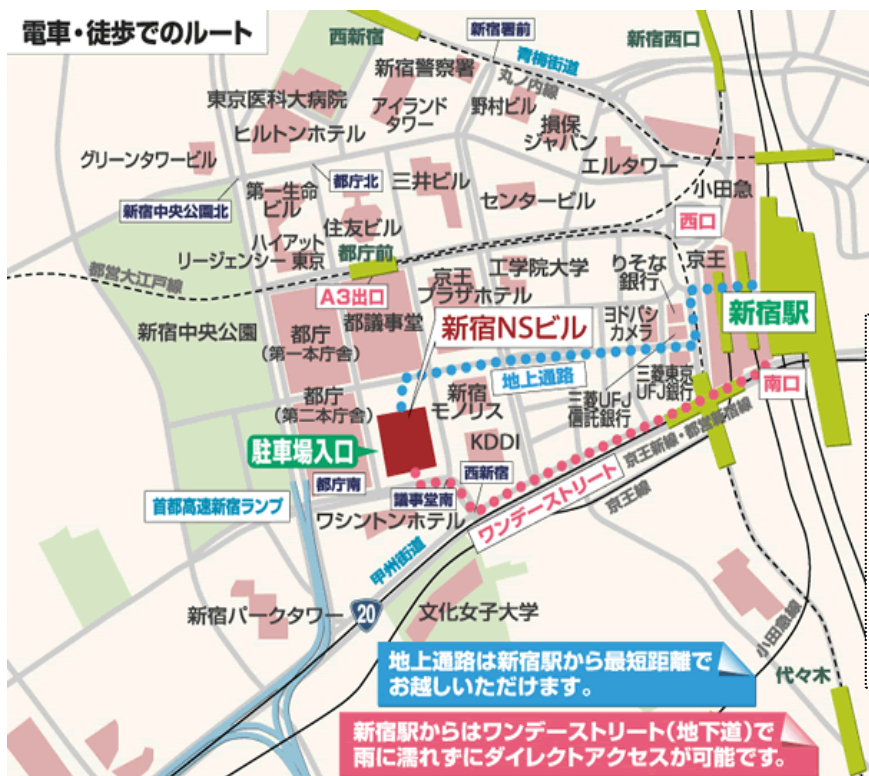 電車・徒歩でのルート
西新宿
新宿署前
新宿西口
青梅街道
新宿警察署
丸ノ内線
東京医科大病院
アイランド
タワー
野村ビル
損保
ジャパン
ヒルトンホテル
グリーンタワービル
エルタワー
三井ビル
都庁北
第一生命
ビル
センタービル
小田急
新宿中央公園北
住友ビル
西口
ハイアット
リージェンシー 東京
都庁前
京王
都営大江戸線
A3出口
京王
プラザホテル
工学院大学
りそな
銀行
新宿駅
新宿中央公園
都議事堂
都庁
(第一本庁舎)
新宿NSビル
ヨドバシ
カメラ
地上通路
三菱東京
UFJ銀行
南口
都庁
(第二本庁舎)
新宿
モノリス
三菱UFJ
信託銀行
KDDI
駐車場入口
京王新線・都営新宿線
都庁南
西新宿
議事堂南
首都高速新宿ランプ
ワンデーストリート
京王線
ワシントンホテル
甲州街道
新宿パークタワー
20
文化女子大学
小田急線
地上通路は新宿駅から最短距離で
お越しいただけます。
代々木
新宿駅からはワンデーストリート(地下道)で
雨に濡れずにダイレクトアクセスが可能です。